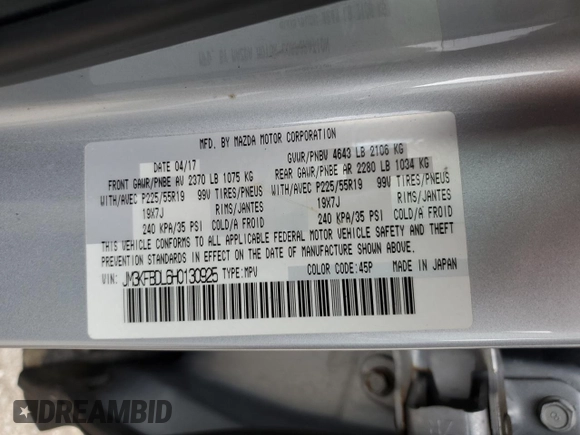 MFD. BY MAZDA MOTOR CORPORATION
DATE 04/17
GVWR/PNBV 4643 LB 2106 KG
FRONT GAWR/PNBE AV 2370 LB 1075 KG
REAR GAWR/PNBE AR 2280 LB 1034 KG
WITH/AVEC P225/55R19 99V TIRES/PNEUS
WITH/AVEC P225/55R19 99V TIRES/PNEUS
19X7J RIMS/JANTES
19X7J RIMS/JANTES
240 KPA/35 PSI COLD/A FROID
240 KPA/35 PSI COLD/A FROID
THIS VEHICLE CONFORMS TO ALL APPLICABLE FEDERAL MOTOR VEHICLE SAFETY AND THEFT
PREVENTION STANDARDS IN EFFECT ON THE DATE OF MANUFACTURE SHOWN ABOVE.
JM3KFBDL6H0130925 TYPE:MPV COLOR CODE:45P MADE IN JAPAN
DREAMBID